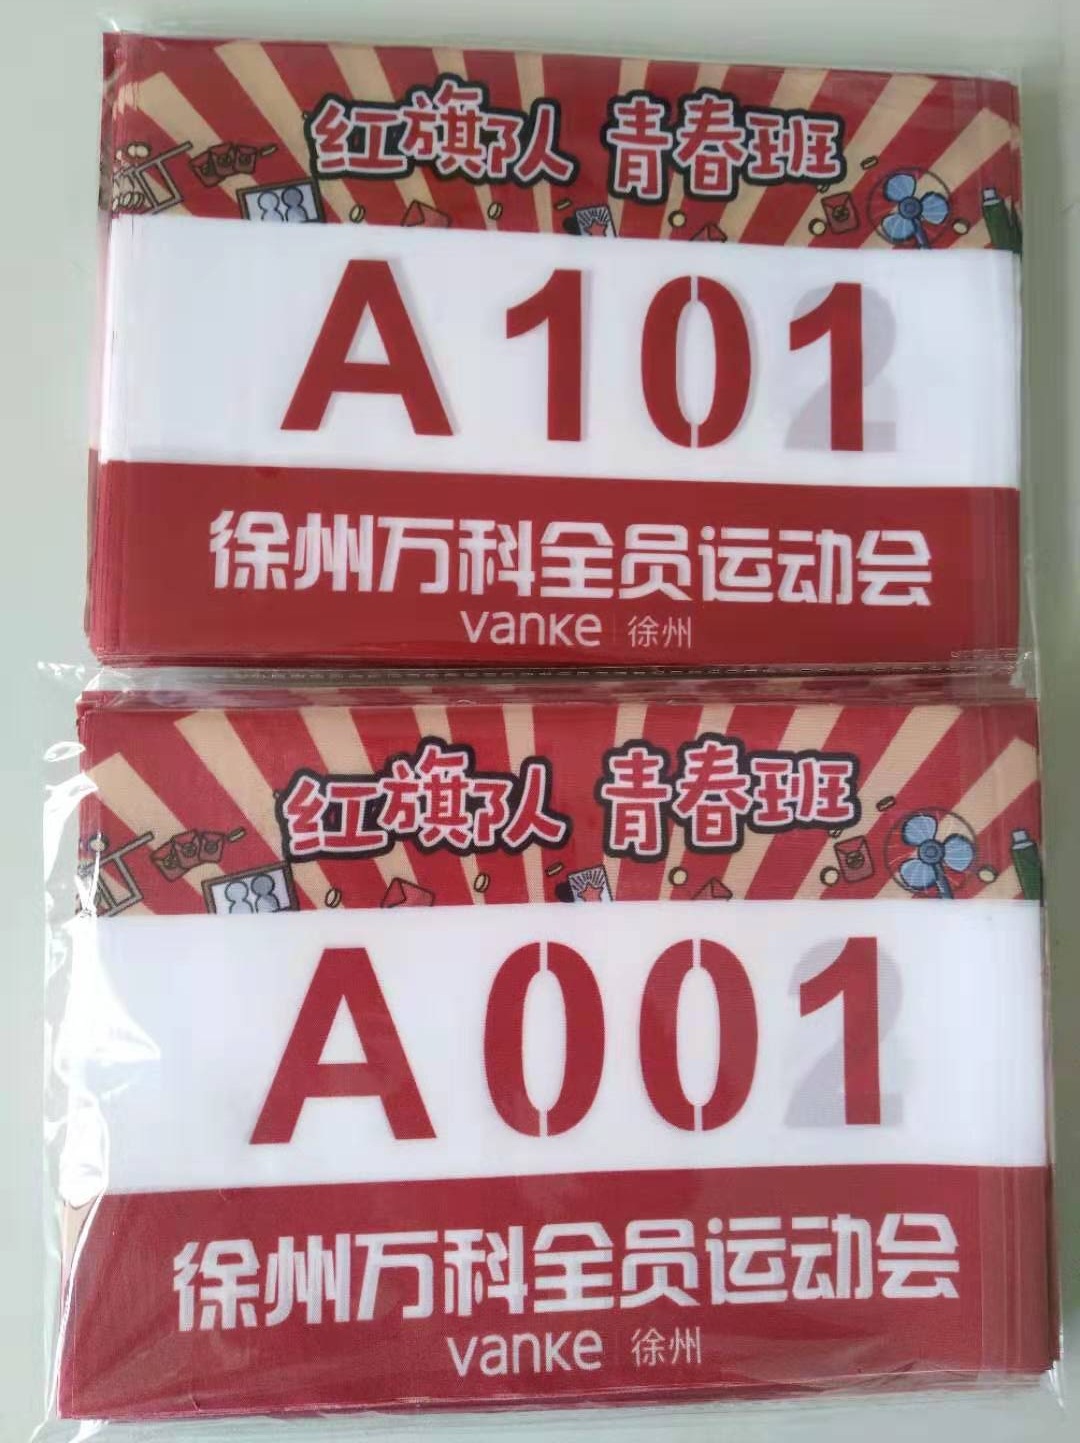 红旗队 青春班
A101
徐州万科全员运动会
vanke 徐州
红旗队 青春班
A001
徐州万科全员运动会
vanke 徐州